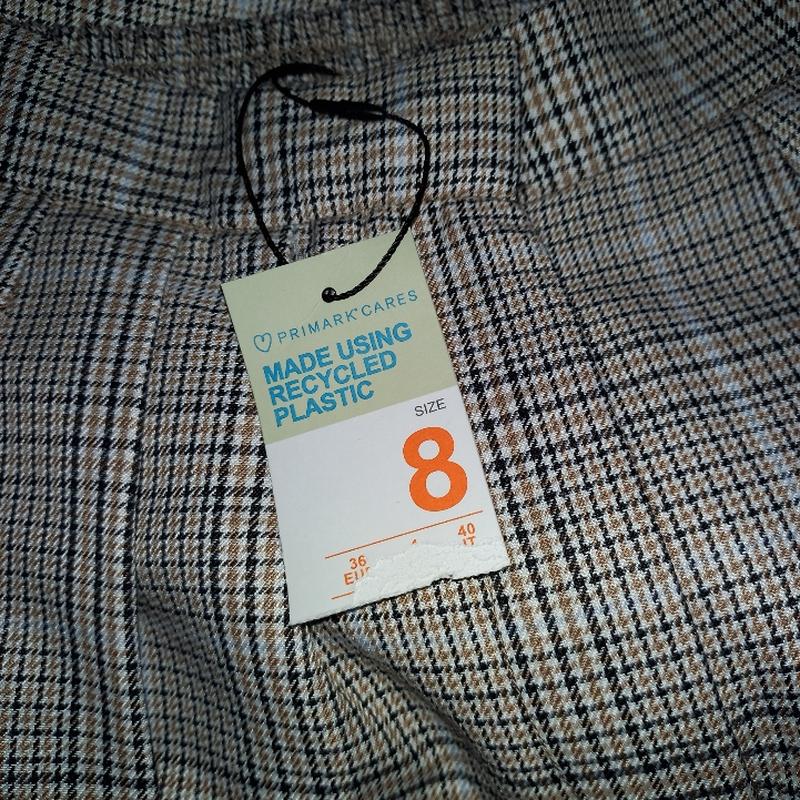 PRIMARK CARES
MADE USING
RECYCLED
PLASTIC
SIZE
8
36 40